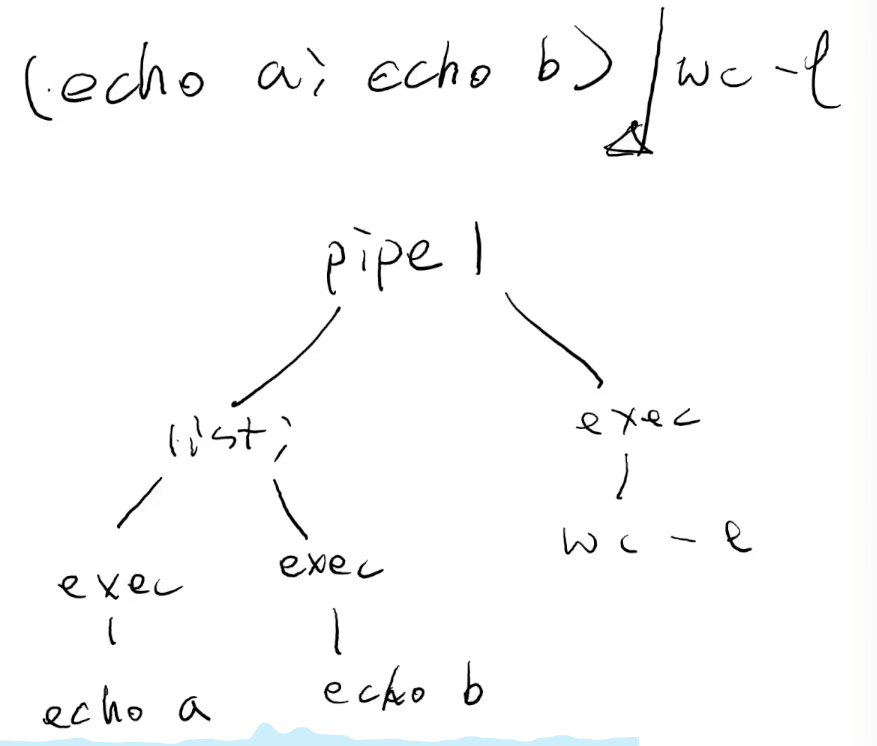 (echo a; echo b) | wc -l
pipe |
list;
exec
exec
exec
wc -l
echo a
echo b